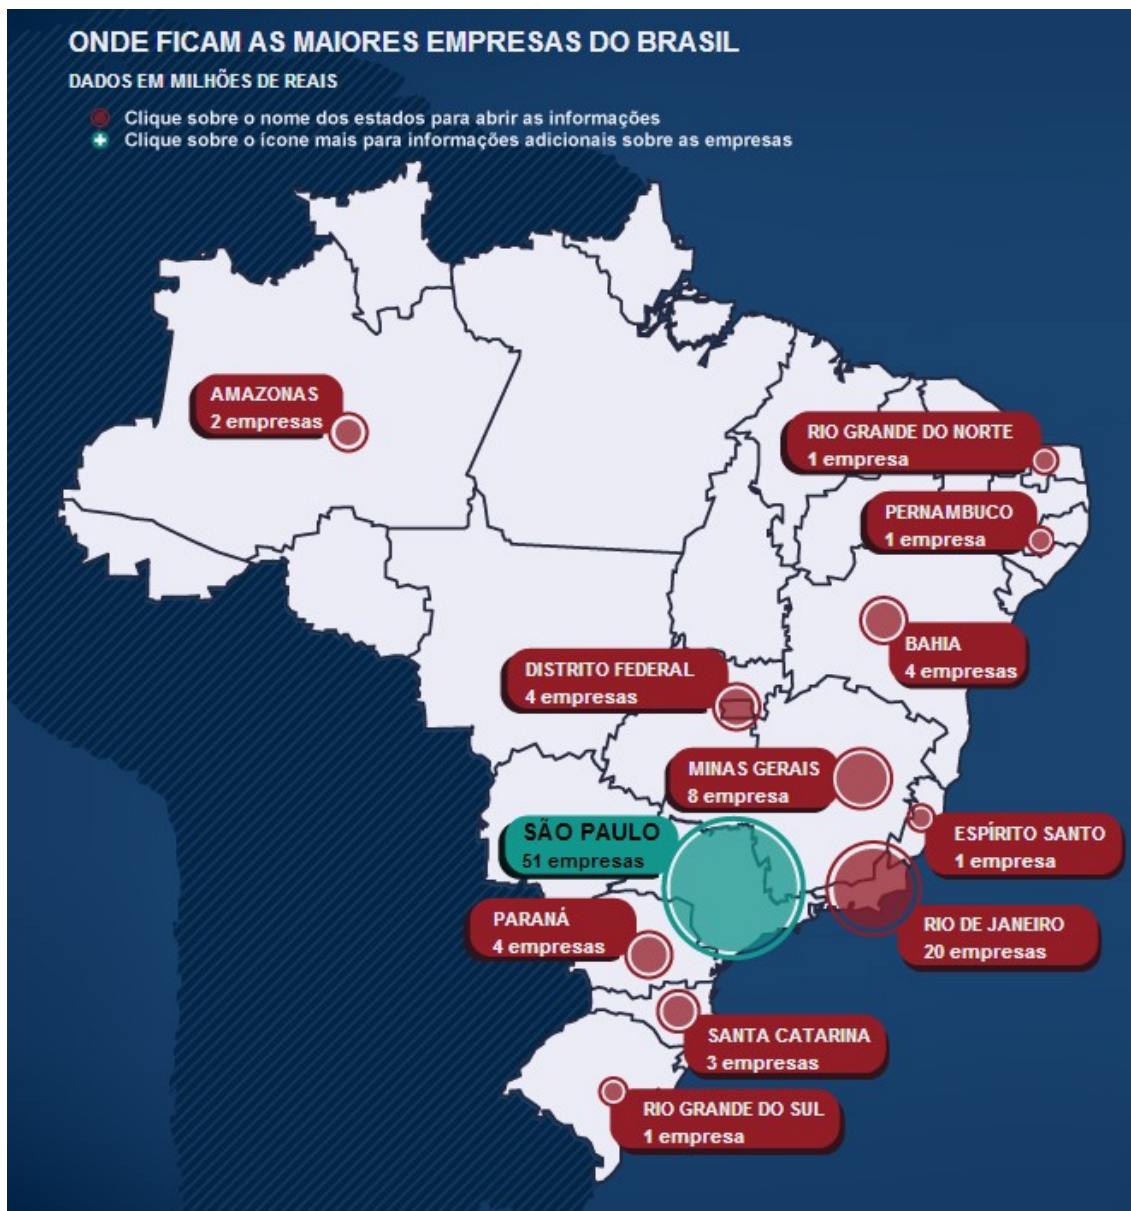 ONDE FICAM AS MAIORES EMPRESAS DO BRASIL
DADOS EM MILHÕES DE REAIS
Clique sobre o nome dos estados para abrir as informações
Clique sobre o ícone mais para informações adicionais sobre as empresas
AMAZONAS
2 empresas
RIO GRANDE DO NORTE
1 empresa
PERNAMBUCO
1 empresa
BAHIA
4 empresas
DISTRITO FEDERAL
4 empresas
MINAS GERAIS
8 empresa
SÃO PAULO
51 empresas
ESPÍRITO SANTO
1 empresa
PARANÁ
4 empresas
RIO DE JANEIRO
20 empresas
SANTA CATARINA
3 empresas
RIO GRANDE DO SUL
1 empresa